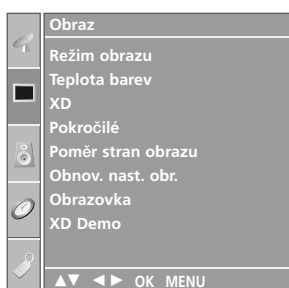 Obraz
Režim obrazu
Teplota barev
XD
Pokročilé
Poměr stran obrazu
Obnov. nast. obr.
Obrazovka
XD Demo
▲▼ ◄► OK MENU